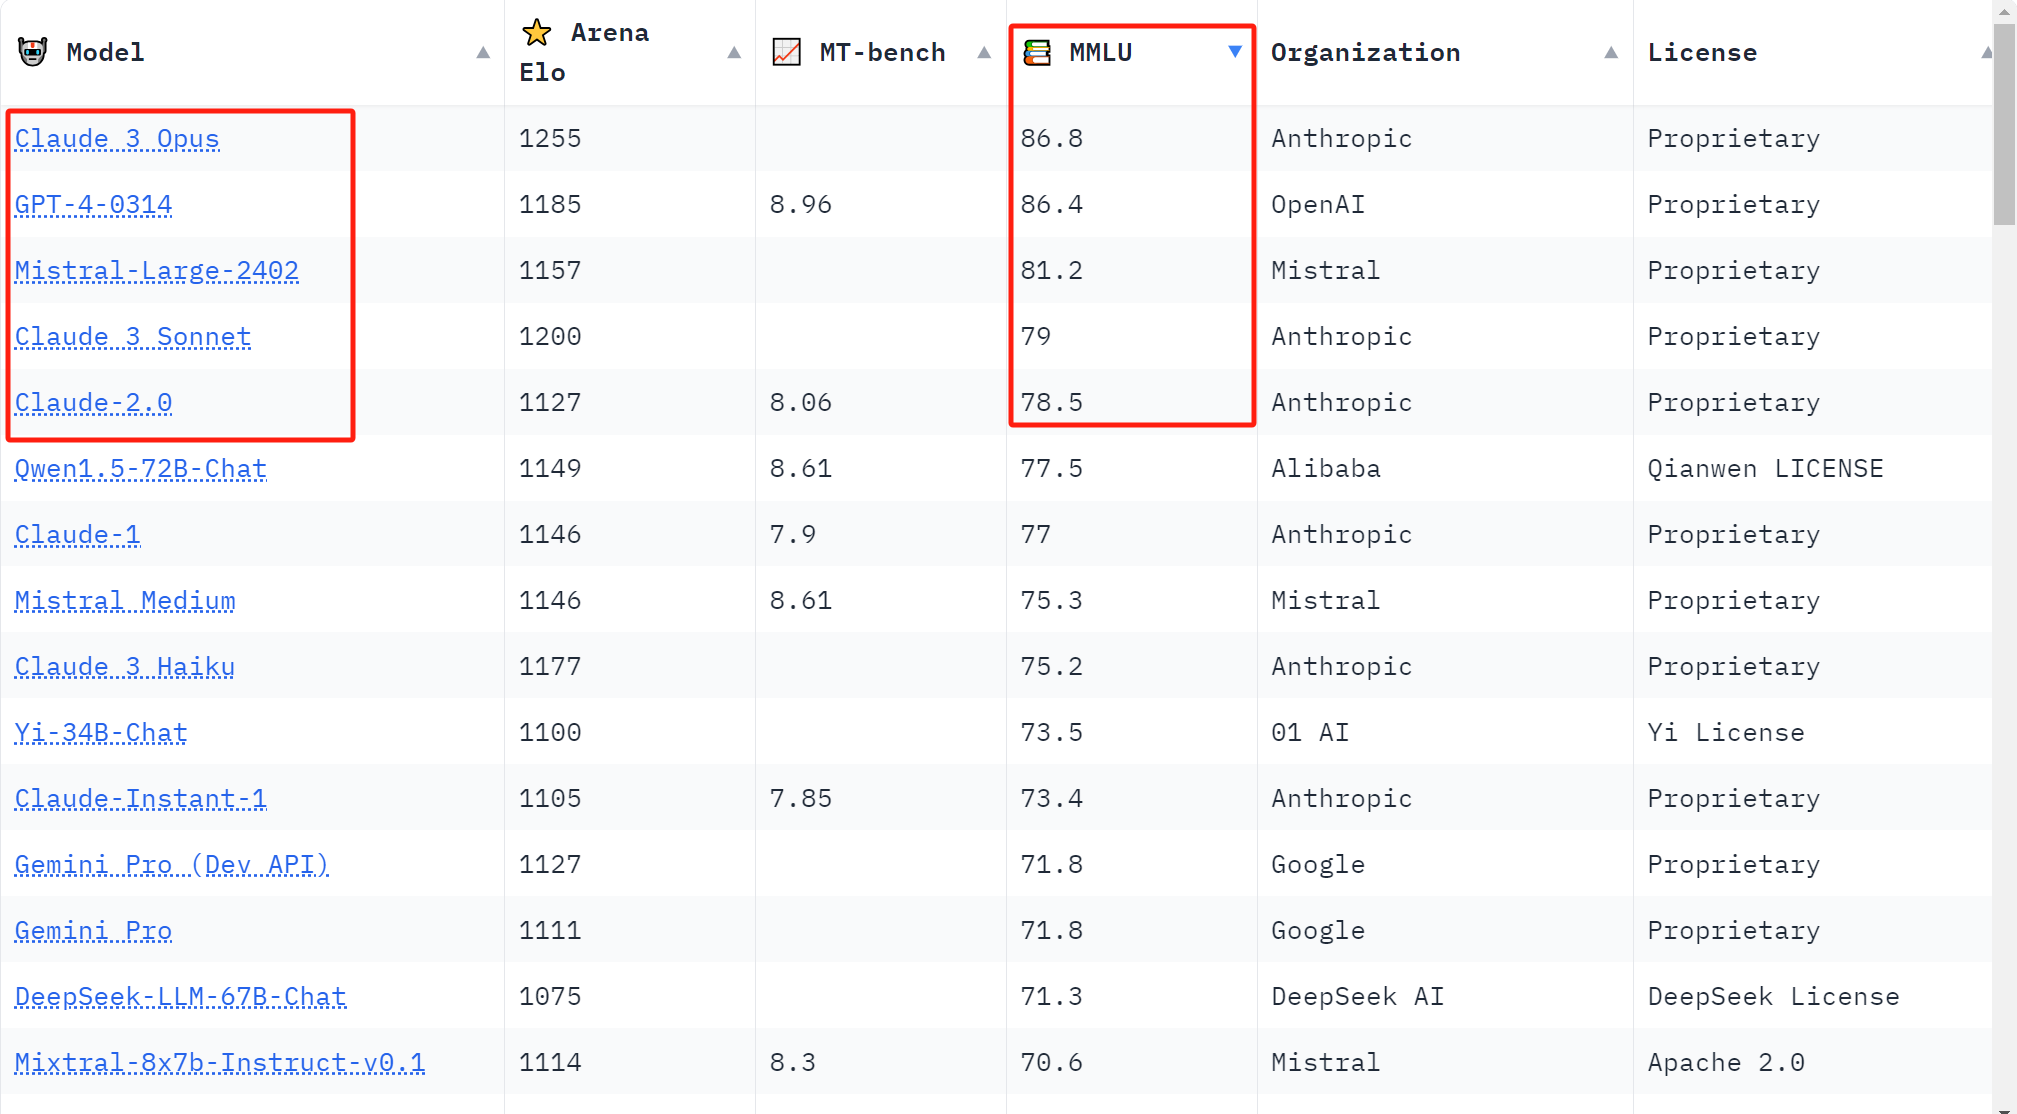 Model ⭐ Arena Elo MT-bench MMLU Organization License
Claude 3 Opus 1255 86.8 Anthropic Proprietary
GPT-4-0314 1185 8.96 86.4 OpenAI Proprietary
Mistral-Large-2402 1157 81.2 Mistral Proprietary
Claude 3 Sonnet 1200 79 Anthropic Proprietary
Claude-2.0 1127 8.06 78.5 Anthropic Proprietary
Qwen1.5-72B-Chat 1149 8.61 77.5 Alibaba Qianwen LICENSE
Claude-1 1146 7.9 77 Anthropic Proprietary
Mistral Medium 1146 8.61 75.3 Mistral Proprietary
Claude 3 Haiku 1177 75.2 Anthropic Proprietary
Yi-34B-Chat 1100 73.5 01 AI Yi License
Claude-Instant-1 1105 7.85 73.4 Anthropic Proprietary
Gemini Pro (Dev API) 1127 71.8 Google Proprietary
Gemini Pro 1111 71.8 Google Proprietary
DeepSeek-LLM-67B-Chat 1075 71.3 DeepSeek AI DeepSeek License
Mixtral-8x7b-Instruct-v0.1 1114 8.3 70.6 Mistral Apache 2.0